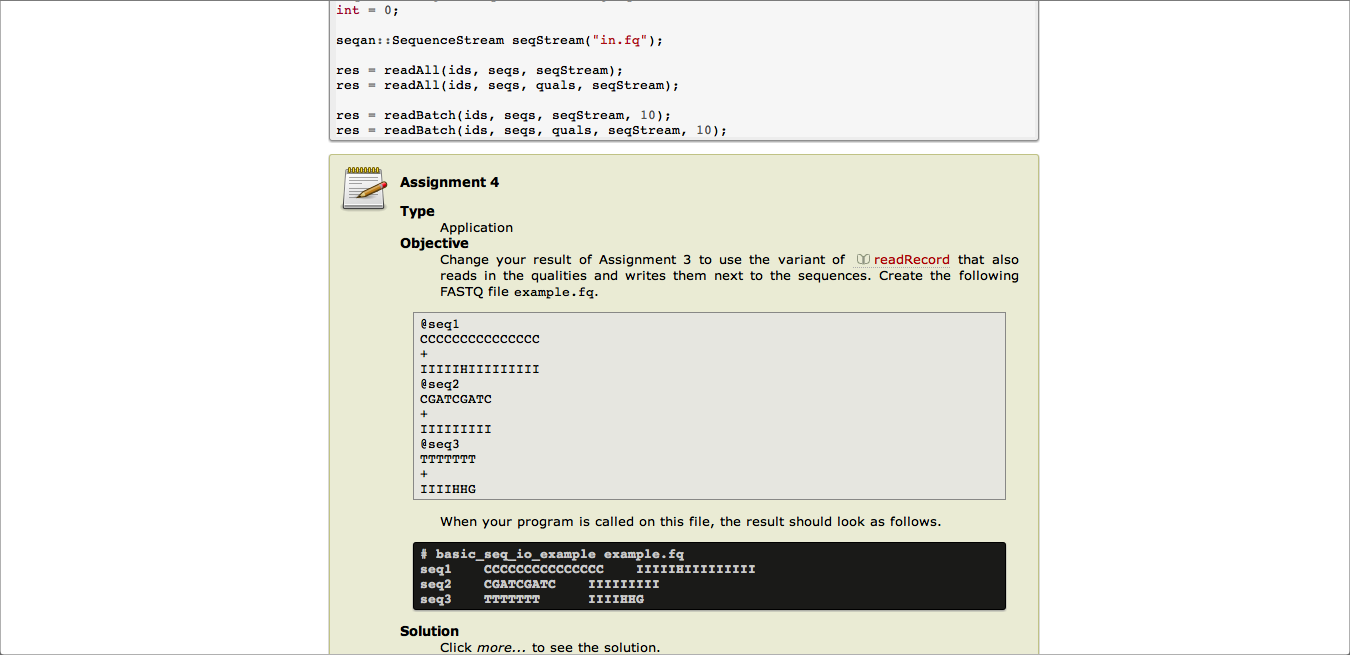 int = 0;
seqan::SequenceStream seqStream("in.fq");
res = readAll(ids, seqs, seqStream);
res = readAll(ids, seqs, quals, seqStream);
res = readBatch(ids, seqs, seqStream, 10);
res = readBatch(ids, seqs, quals, seqStream, 10);
Assignment 4
Type
Application
Objective
Change your result of Assignment 3 to use the variant of readRecord that also
reads in the qualities and writes them next to the sequences. Create the following
FASTQ file example.fq.
@seq1
CCCCCCCCCCCCCCC
+
IIIIIHIIIIIIIII
@seq2
CGATCGATC
+
IIIIIIIII
@seq3
TTTTTTT
+
IIIIHHG
When your program is called on this file, the result should look as follows.
# basic_seq_io_example example.fq
seq1    CCCCCCCCCCCCCCC    IIIIIHIIIIIIIII
seq2    CGATCGATC    IIIIIIIII
seq3    TTTTTTT      IIIIHHG
Solution
Click more... to see the solution.